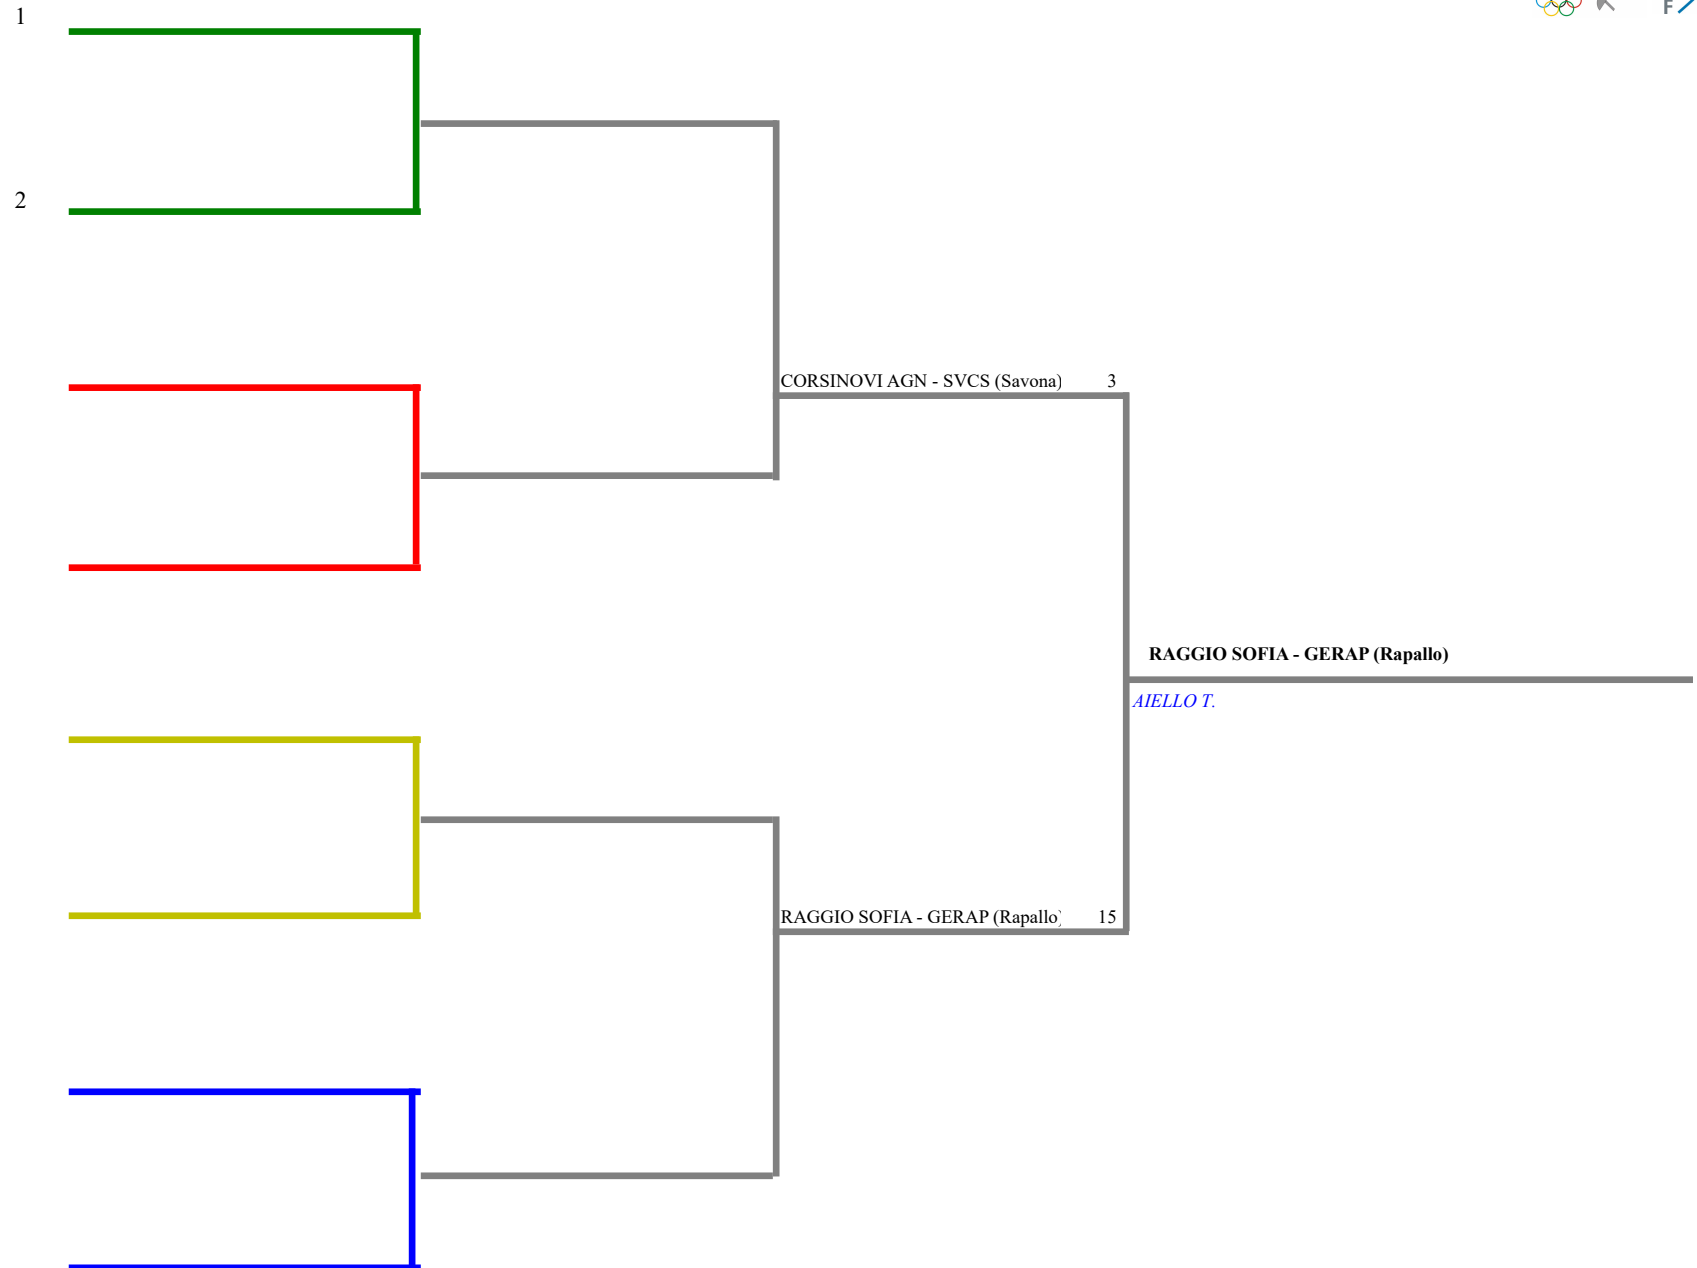 1
F
2
CORSINOVI AGN - SVCS (Savona) 3
RAGGIO SOFIA - GERAP (Rapallo)
AIELLO T.
RAGGIO SOFIA - GERAP (Rapallo) 15